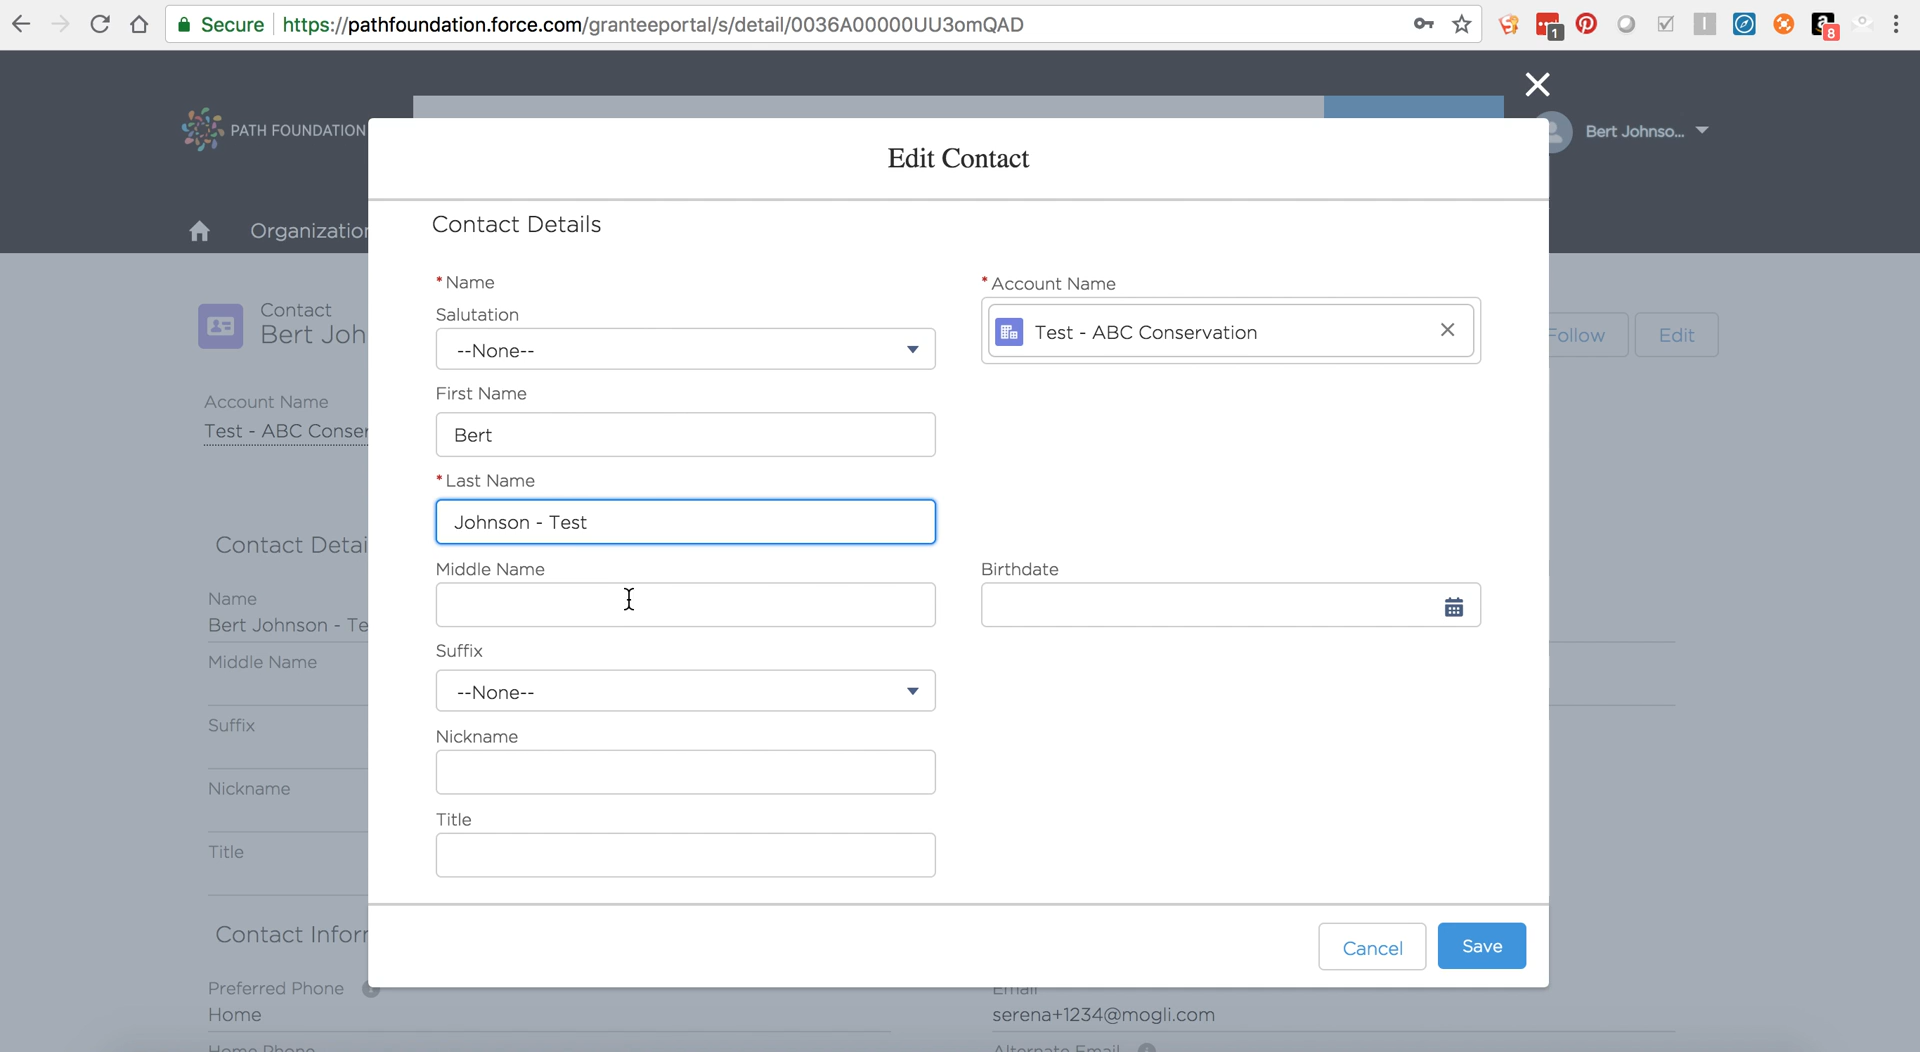 Secure https://pathfoundation.force.com/granteeportal/s/detail/0036A00000UU3omQAD
1
8
PATH FOUNDATION
Bert Johnso...
Edit Contact
Organization
Contact Details
Contact
Bert Joh
Follow
Edit
* Name
Salutation
--None--
* Account Name
Test - ABC Conservation
First Name
Bert
Account Name
Test - ABC Conser
* Last Name
Johnson - Test
Contact Detai
Middle Name
Birthdate
Name
Bert Johnson - Te
Middle Name
Suffix
--None--
Suffix
Nickname
Nickname
Title
Title
Contact Inform
Cancel
Save
Preferred Phone
Home
Email
serena+1234@mogli.com
Home Phone
Alternate Email